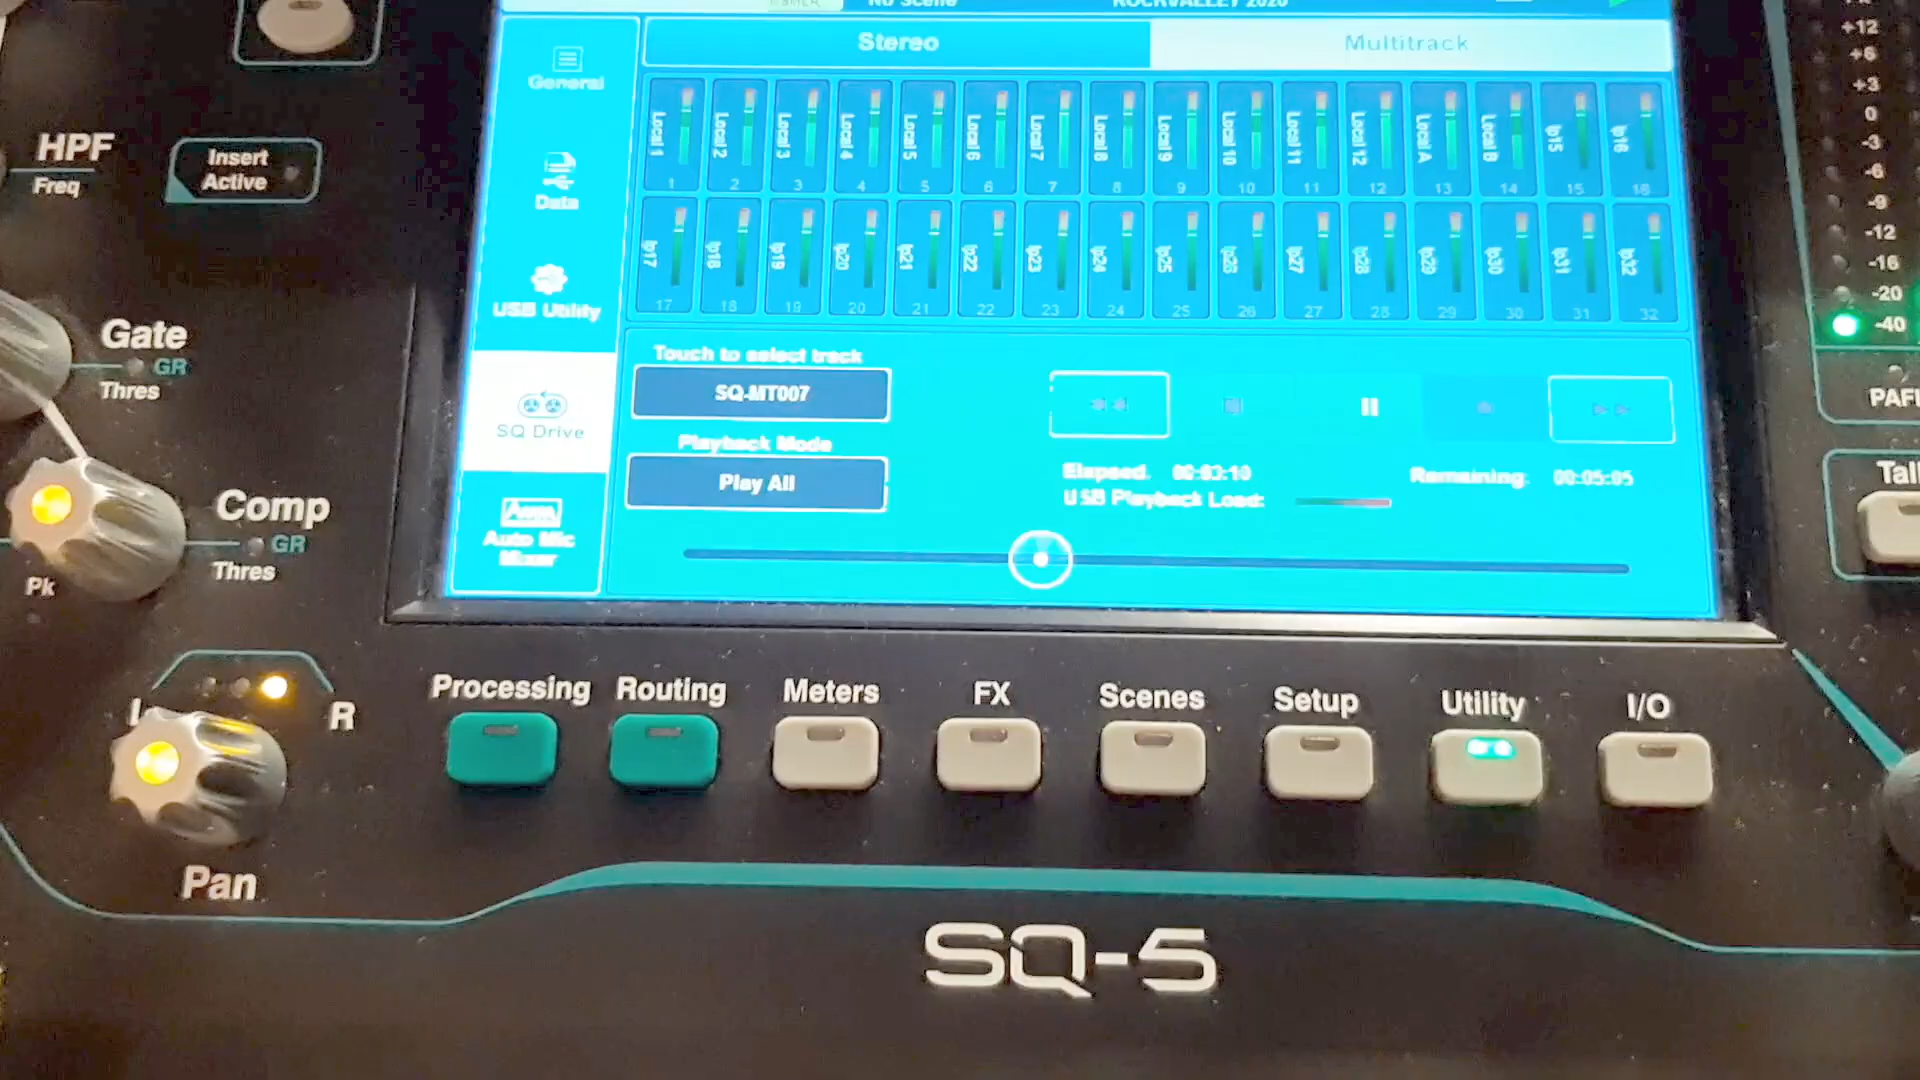 No Scene ROCKVALLEY 2020
Stereo Multitrack
General
Data
USB Utility
SQ Drive
Auto Mic
Mixer
Local 1 Local 2 Local 3 Local 4 Local 5 Local 6 Local 7 Local 8 Local 9 Local 10 Local 11 Local 12 Local A Local B Ip15 Ip16
1 2 3 4 5 6 7 8 9 10 11 12 13 14 15 16
Ip17 Ip18 Ip19 Ip20 Ip21 Ip22 Ip23 Ip24 Ip25 Ip26 Ip27 Ip28 Ip29 Ip30 Ip31 Ip32
17 18 19 20 21 22 23 24 25 26 27 28 29 30 31 32
Touch to select track
SQ-MT007
Playback Mode
Play All
Elapsed: 00:03:10
Remaining: 00:05:05
USB Playback Load:
HPF
Freq
Insert
Active
Gate
GR
Thres
Comp
GR
Thres
Pk
L R
Pan
Processing Routing Meters FX Scenes Setup Utility I/O
SQ-5
+12
+6
+3
0
-3
-6
-9
-12
-16
-20
-40